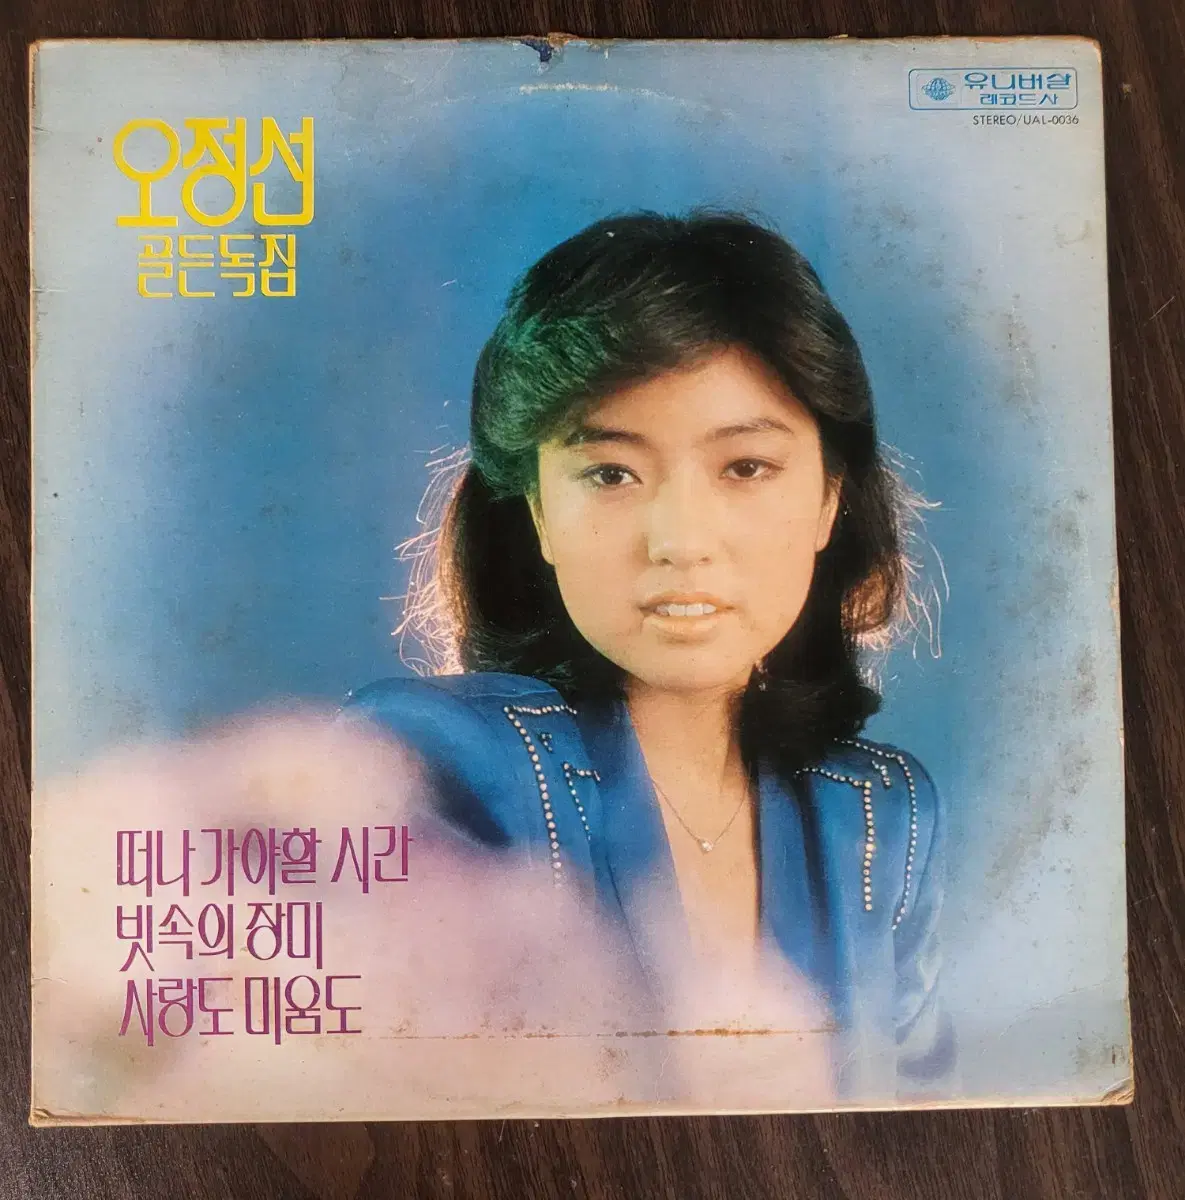 유니버살
레코드사
STEREO/UAL-0036
오정선
골든독집
떠나 가야할 시간
빗속의 장미
사랑도 미움도